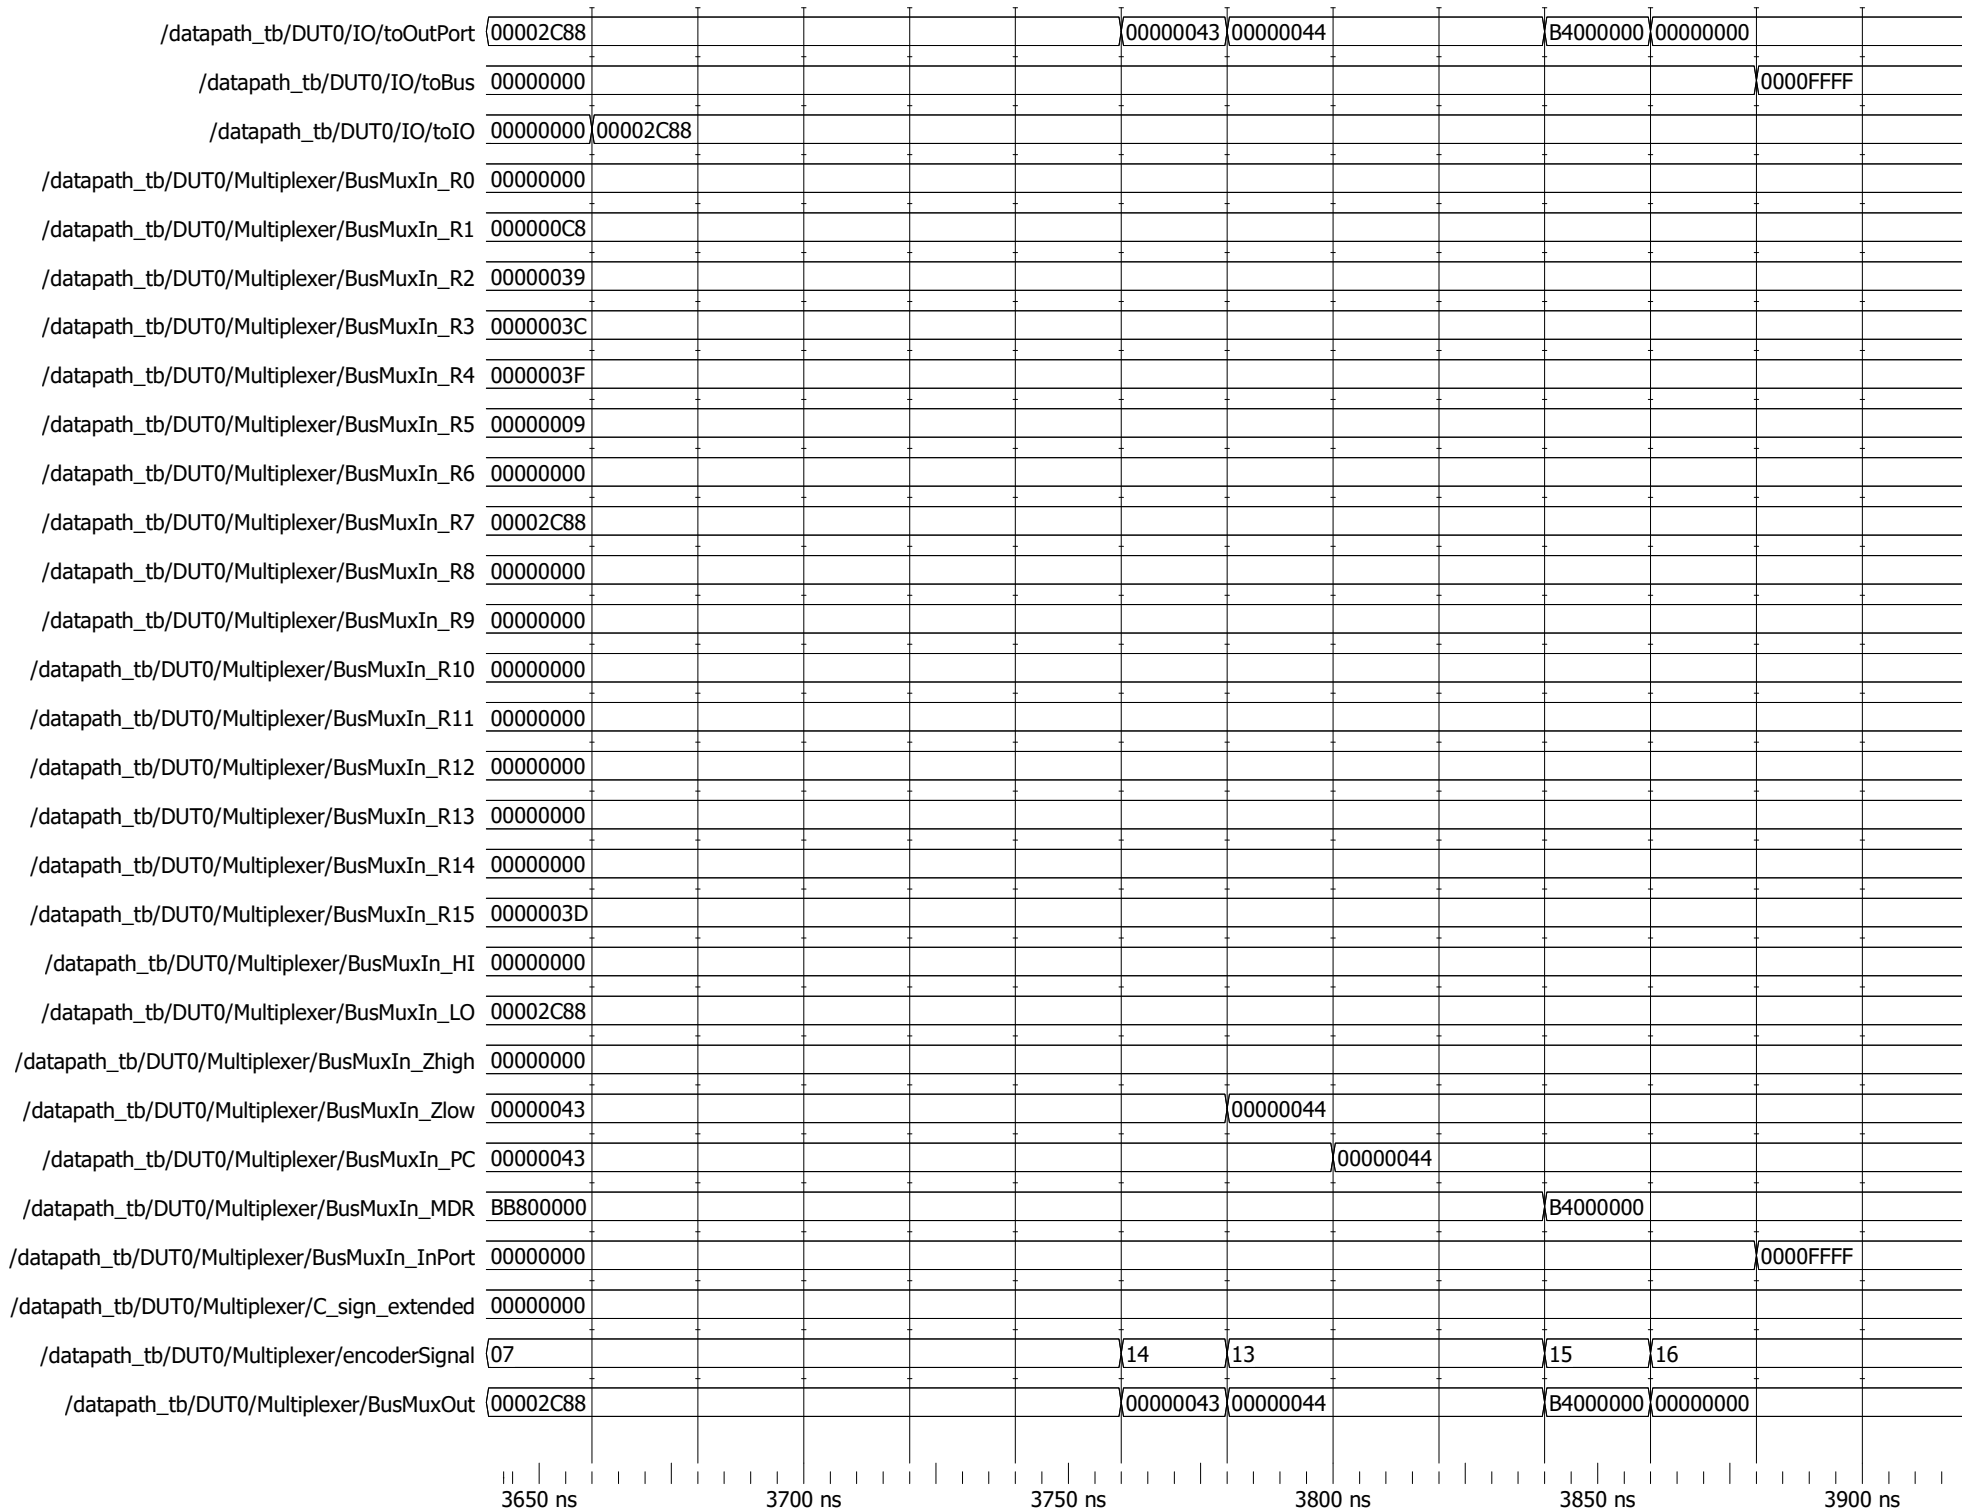 /datapath_tb/DUT0/IO/toOutPort 00002C88 00000043 00000044 B4000000 00000000
/datapath_tb/DUT0/IO/toBus 00000000 0000FFFF
/datapath_tb/DUT0/IO/toIO 00000000 00002C88
/datapath_tb/DUT0/Multiplexer/BusMuxIn_R0 00000000
/datapath_tb/DUT0/Multiplexer/BusMuxIn_R1 000000C8
/datapath_tb/DUT0/Multiplexer/BusMuxIn_R2 00000039
/datapath_tb/DUT0/Multiplexer/BusMuxIn_R3 0000003C
/datapath_tb/DUT0/Multiplexer/BusMuxIn_R4 0000003F
/datapath_tb/DUT0/Multiplexer/BusMuxIn_R5 00000009
/datapath_tb/DUT0/Multiplexer/BusMuxIn_R6 00000000
/datapath_tb/DUT0/Multiplexer/BusMuxIn_R7 00002C88
/datapath_tb/DUT0/Multiplexer/BusMuxIn_R8 00000000
/datapath_tb/DUT0/Multiplexer/BusMuxIn_R9 00000000
/datapath_tb/DUT0/Multiplexer/BusMuxIn_R10 00000000
/datapath_tb/DUT0/Multiplexer/BusMuxIn_R11 00000000
/datapath_tb/DUT0/Multiplexer/BusMuxIn_R12 00000000
/datapath_tb/DUT0/Multiplexer/BusMuxIn_R13 00000000
/datapath_tb/DUT0/Multiplexer/BusMuxIn_R14 00000000
/datapath_tb/DUT0/Multiplexer/BusMuxIn_R15 0000003D
/datapath_tb/DUT0/Multiplexer/BusMuxIn_HI 00000000
/datapath_tb/DUT0/Multiplexer/BusMuxIn_LO 00002C88
/datapath_tb/DUT0/Multiplexer/BusMuxIn_Zhigh 00000000
/datapath_tb/DUT0/Multiplexer/BusMuxIn_Zlow 00000043 00000044
/datapath_tb/DUT0/Multiplexer/BusMuxIn_PC 00000043 00000044
/datapath_tb/DUT0/Multiplexer/BusMuxIn_MDR BB800000 B4000000
/datapath_tb/DUT0/Multiplexer/BusMuxIn_InPort 00000000 0000FFFF
/datapath_tb/DUT0/Multiplexer/C_sign_extended 00000000
/datapath_tb/DUT0/Multiplexer/encoderSignal 07 14 13 15 16
/datapath_tb/DUT0/Multiplexer/BusMuxOut 00002C88 00000043 00000044 B4000000 00000000
3650 ns 3700 ns 3750 ns 3800 ns 3850 ns 3900 ns